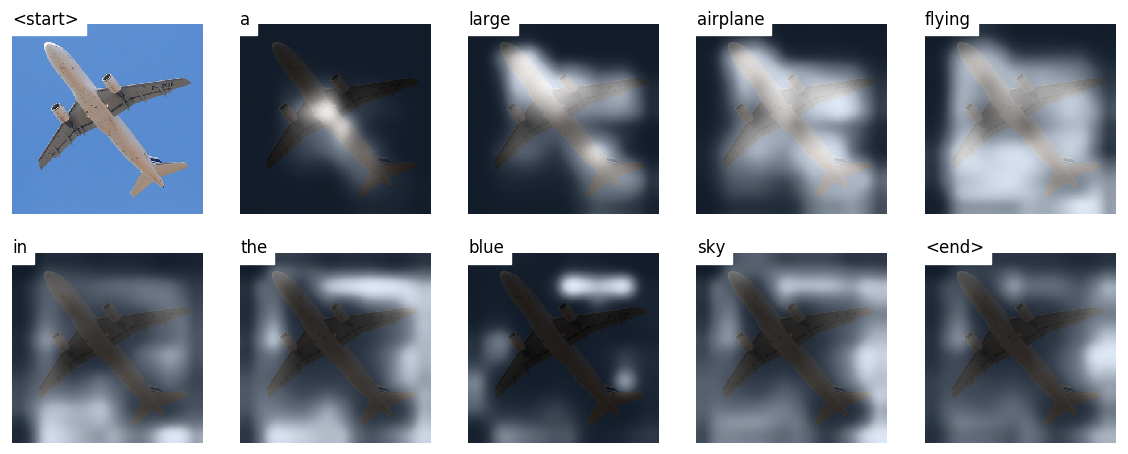 <start> a large airplane flying
in the blue sky <end>